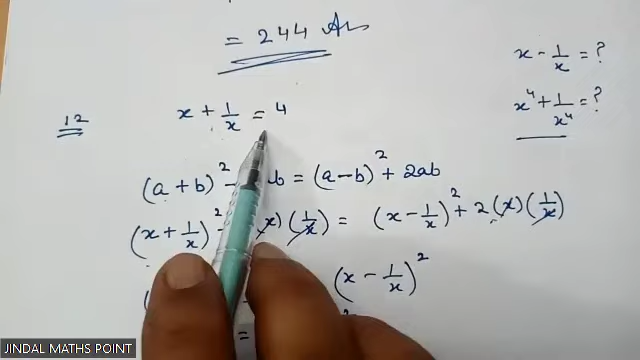 = 244 Ans
x - 1/x = ?
x⁴ + 1/x⁴ = ?
12 x + 1/x = 4
(a + b)² - b = (a - b)² + 2ab
(x + 1/x)² - x)(1/x) = (x - 1/x)² + 2(x)(1/x)
( (x - 1/x)²
=
JINDAL MATHS POINT